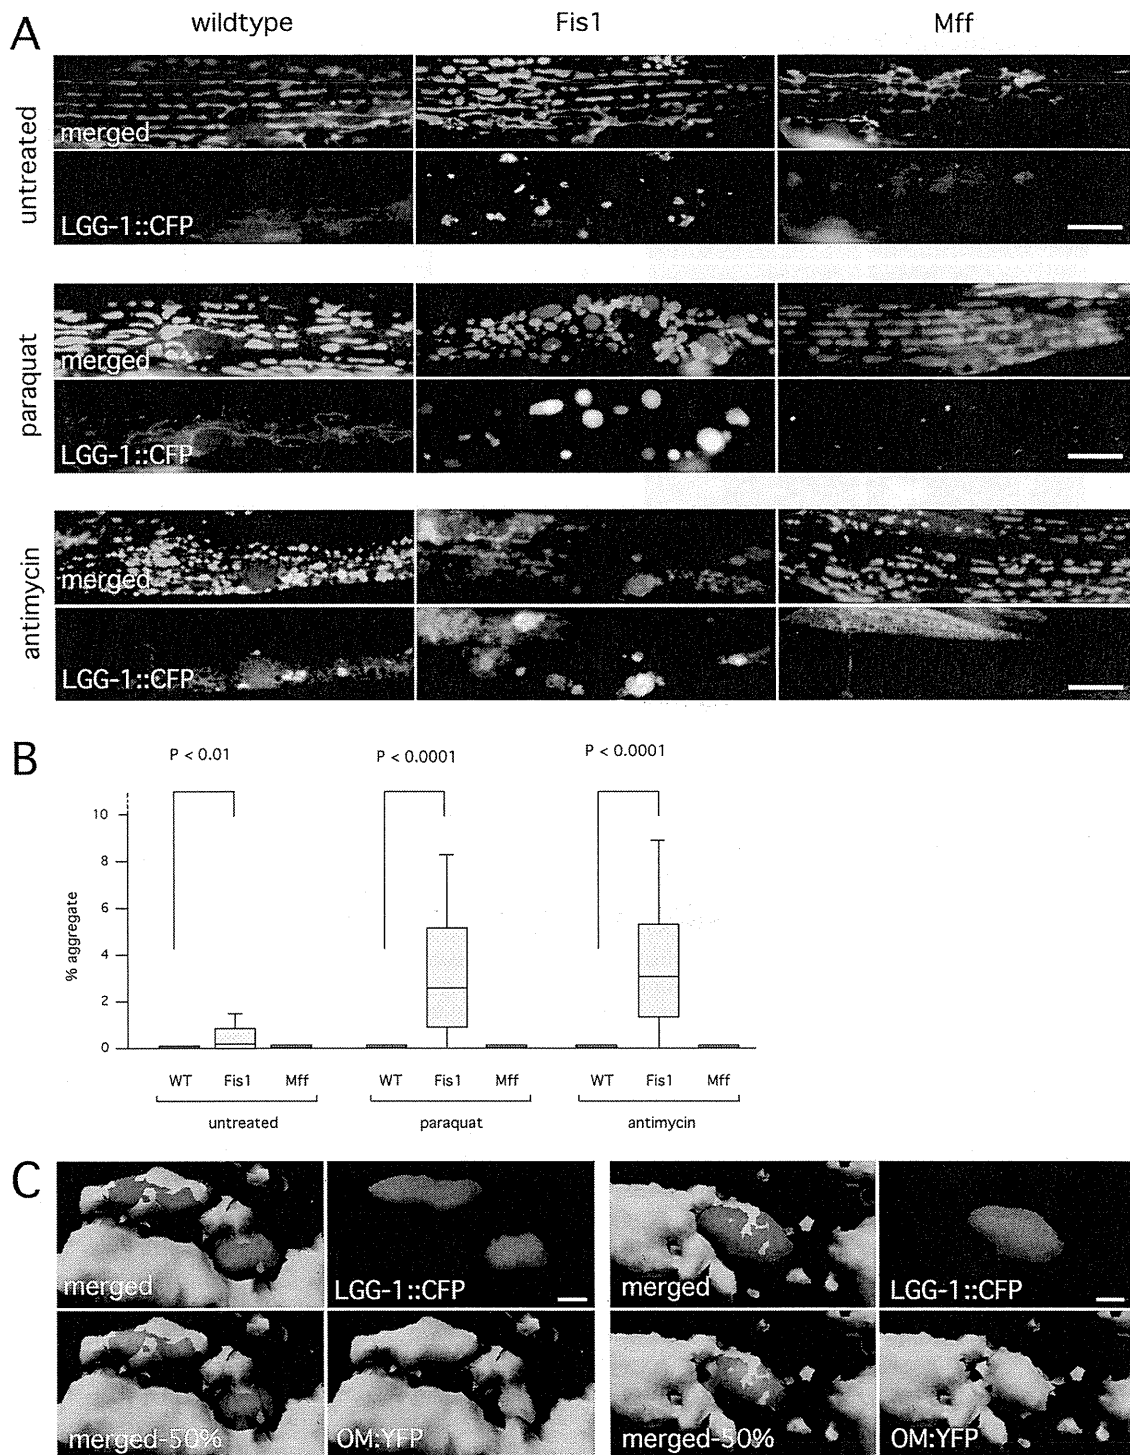 A
wildtype
Fis1
Mff
untreated
merged
LGG-1::CFP
paraquat
merged
LGG-1::CFP
antimycin
merged
LGG-1::CFP
B
P < 0.01
P < 0.0001
P < 0.0001
% aggregate
10
8
6
4
2
0
WT
Fis1
Mff
WT
Fis1
Mff
WT
Fis1
Mff
untreated
paraquat
antimycin
C
merged
LGG-1::CFP
merged
LGG-1::CFP
merged-50%
OM:YFP
merged-50%
OM:YFP